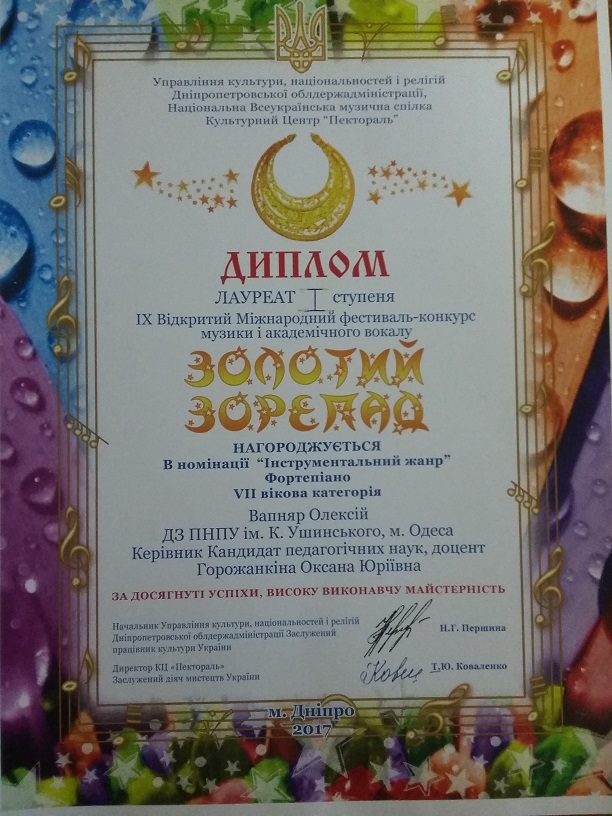 Управління культури, національностей і релігій
Дніпропетровської облдержадміністрації,
Національна Всеукраїнська музична спілка
Культурний Центр "Пектораль"
ДИПЛОМ
ЛАУРЕАТ I ступеня
ІХ Відкритий Міжнародний фестиваль-конкурс
музики і академічного вокалу
ЗОЛОТИЙ
ЗОРЕПАД
НАГОРОДЖУЄТЬСЯ
В номінації "Інструментальний жанр"
Фортепіано
VII вікова категорія
Вапняр Олексій
ДЗ ПНПУ ім. К. Ушинського, м. Одеса
Керівник Кандидат педагогічних наук, доцент
Горожанкіна Оксана Юріївна
ЗА ДОСЯГНУТІ УСПІХИ, ВИСОКУ ВИКОНАВЧУ МАЙСТЕРНІСТЬ
Начальник Управління культури, національностей і релігій
Дніпропетровської облдержадміністрації Заслужений
працівник культури України
Н.Г. Першина
Директор КЦ «Пектораль»
Заслужений діяч мистецтв України
Т.Ю. Коваленко
м. Дніпро
2017